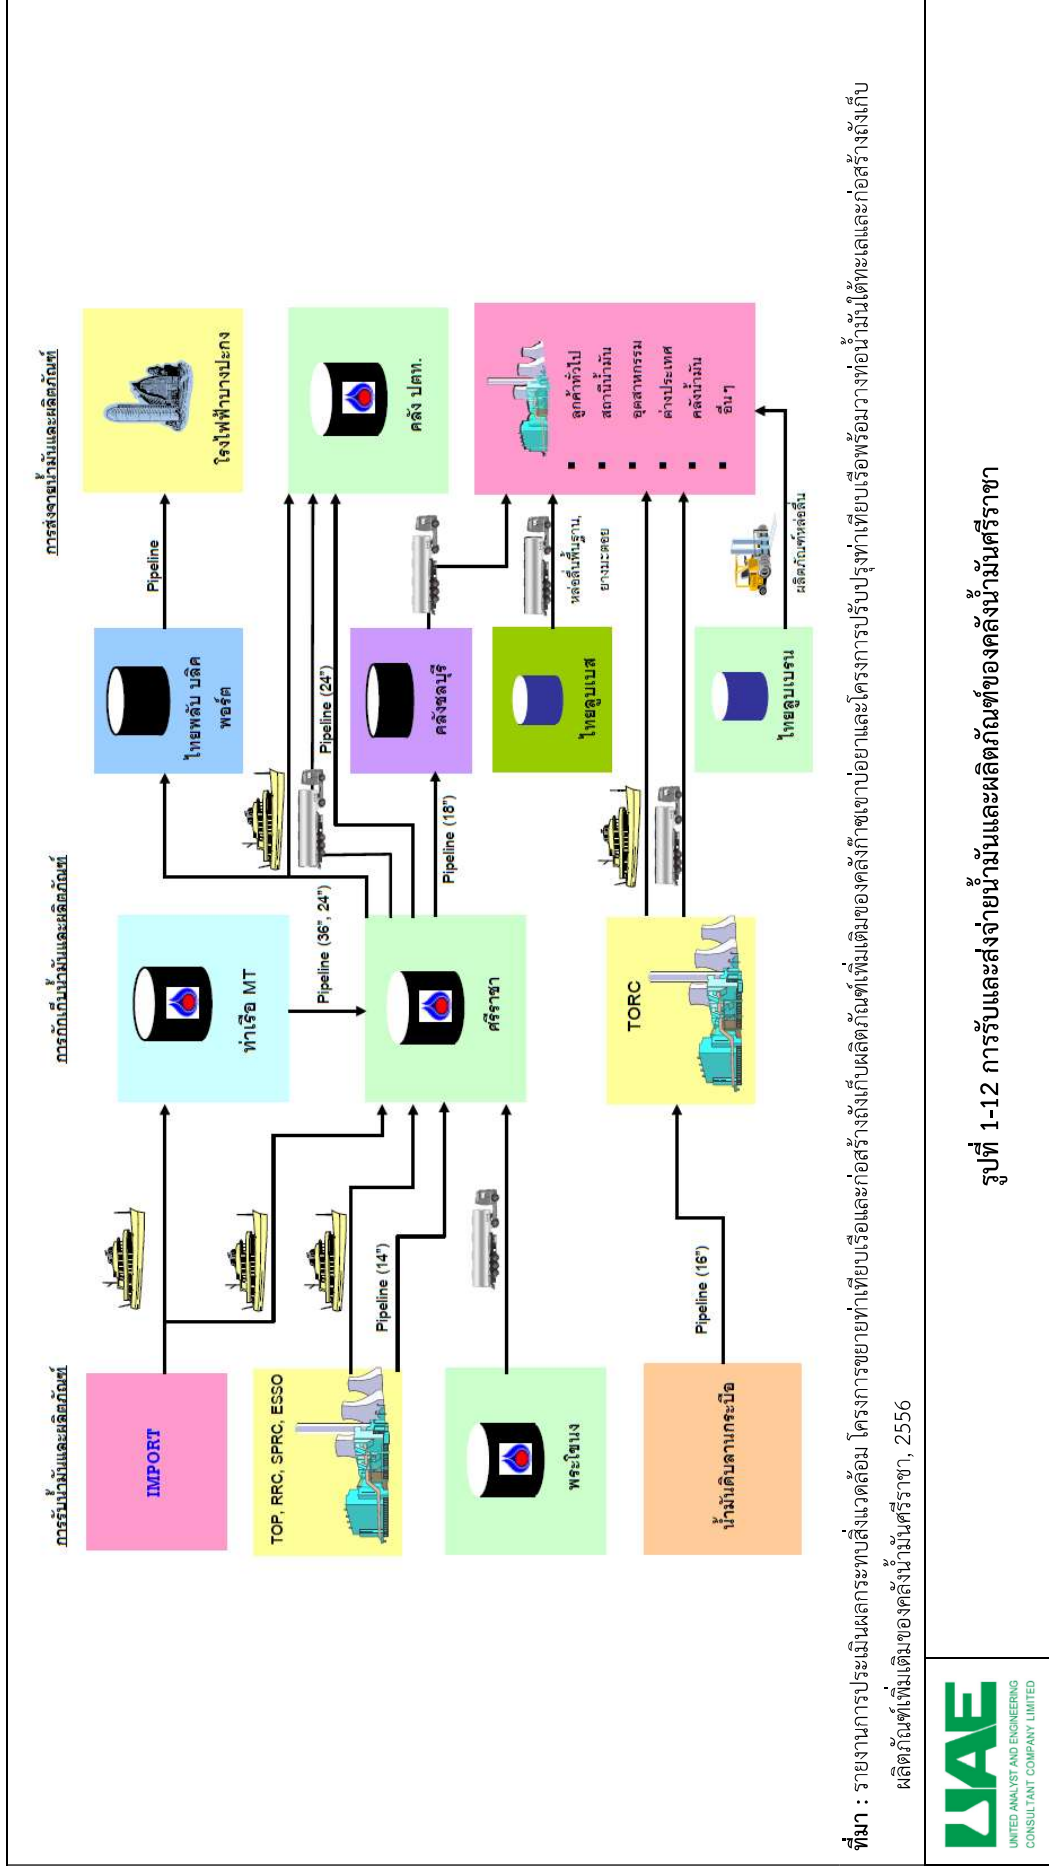 การรับน้ำมันและผลิตภัณฑ์
การกักเก็บน้ำมันและผลิตภัณฑ์
การส่งจ่ายน้ำมันและผลิตภัณฑ์
IMPORT
TOP, RRC, SPRC, ESSO
พระโขนง
น้ำมันดิบลานกระบือ
Pipeline (14”)
Pipeline (16”)
ท่าเรือ MT
Pipeline (36”, 24”)
ศรีราชา
TORC
Pipeline (24”)
Pipeline (18”)
ไทยพลับ บลิค
พอร์ต
คลังชลบุรี
ไทยลูบเบส
ไทยลูบเบรน
Pipeline
หล่อลื่นพื้นฐาน,
ยางมะตอย
ผลิตภัณฑ์หล่อลื่น
โรงไฟฟ้าบางปะกง
คลัง ปตท.
▪ ลูกค้าทั่วไป
▪ สถานีน้ำมัน
▪ อุตสาหกรรม
▪ ต่างประเทศ
▪ คลังน้ำมัน
▪ อื่นๆ
ที่มา : รายงานการประเมินผลกระทบสิ่งแวดล้อม โครงการขยายท่าเทียบเรือและก่อสร้างถังเก็บผลิตภัณฑ์เพิ่มเติมของคลังก๊าซเขาบ่อยาและโครงการปรับปรุงท่าเทียบเรือพร้อมวางท่อน้ำมันใต้ทะเลและก่อสร้างถังเก็บ
ผลิตภัณฑ์เพิ่มเติมของคลังน้ำมันศรีราชา, 2556
UAE
UNITED ANALYST AND ENGINEERING
CONSULTANT COMPANY LIMITED
รูปที่ 1-12 การรับและส่งจ่ายน้ำมันและผลิตภัณฑ์ของคลังน้ำมันศรีราชา